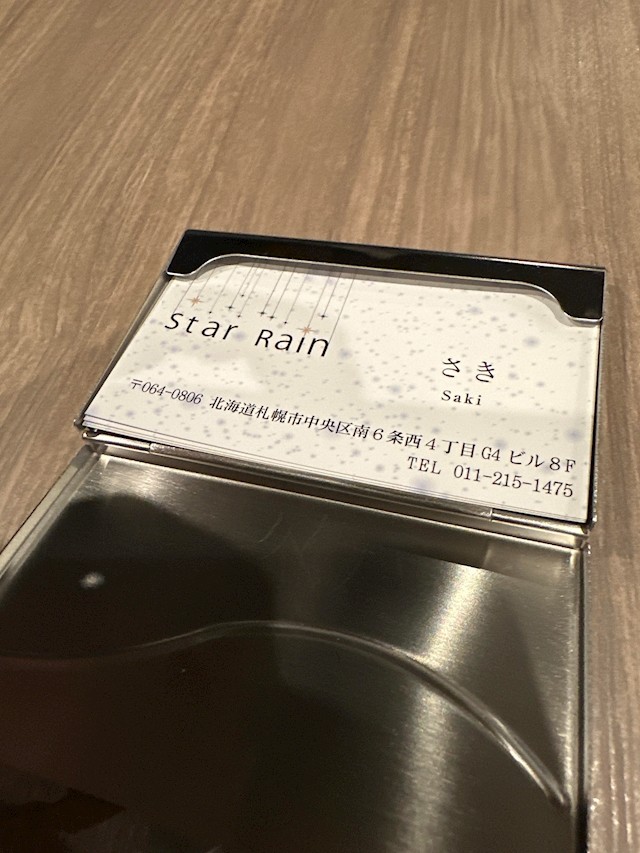 Star Rain
さき
Saki
〒064-0806 北海道札幌市中央区南６条西４丁目G4ビル８F
TEL 011-215-1475